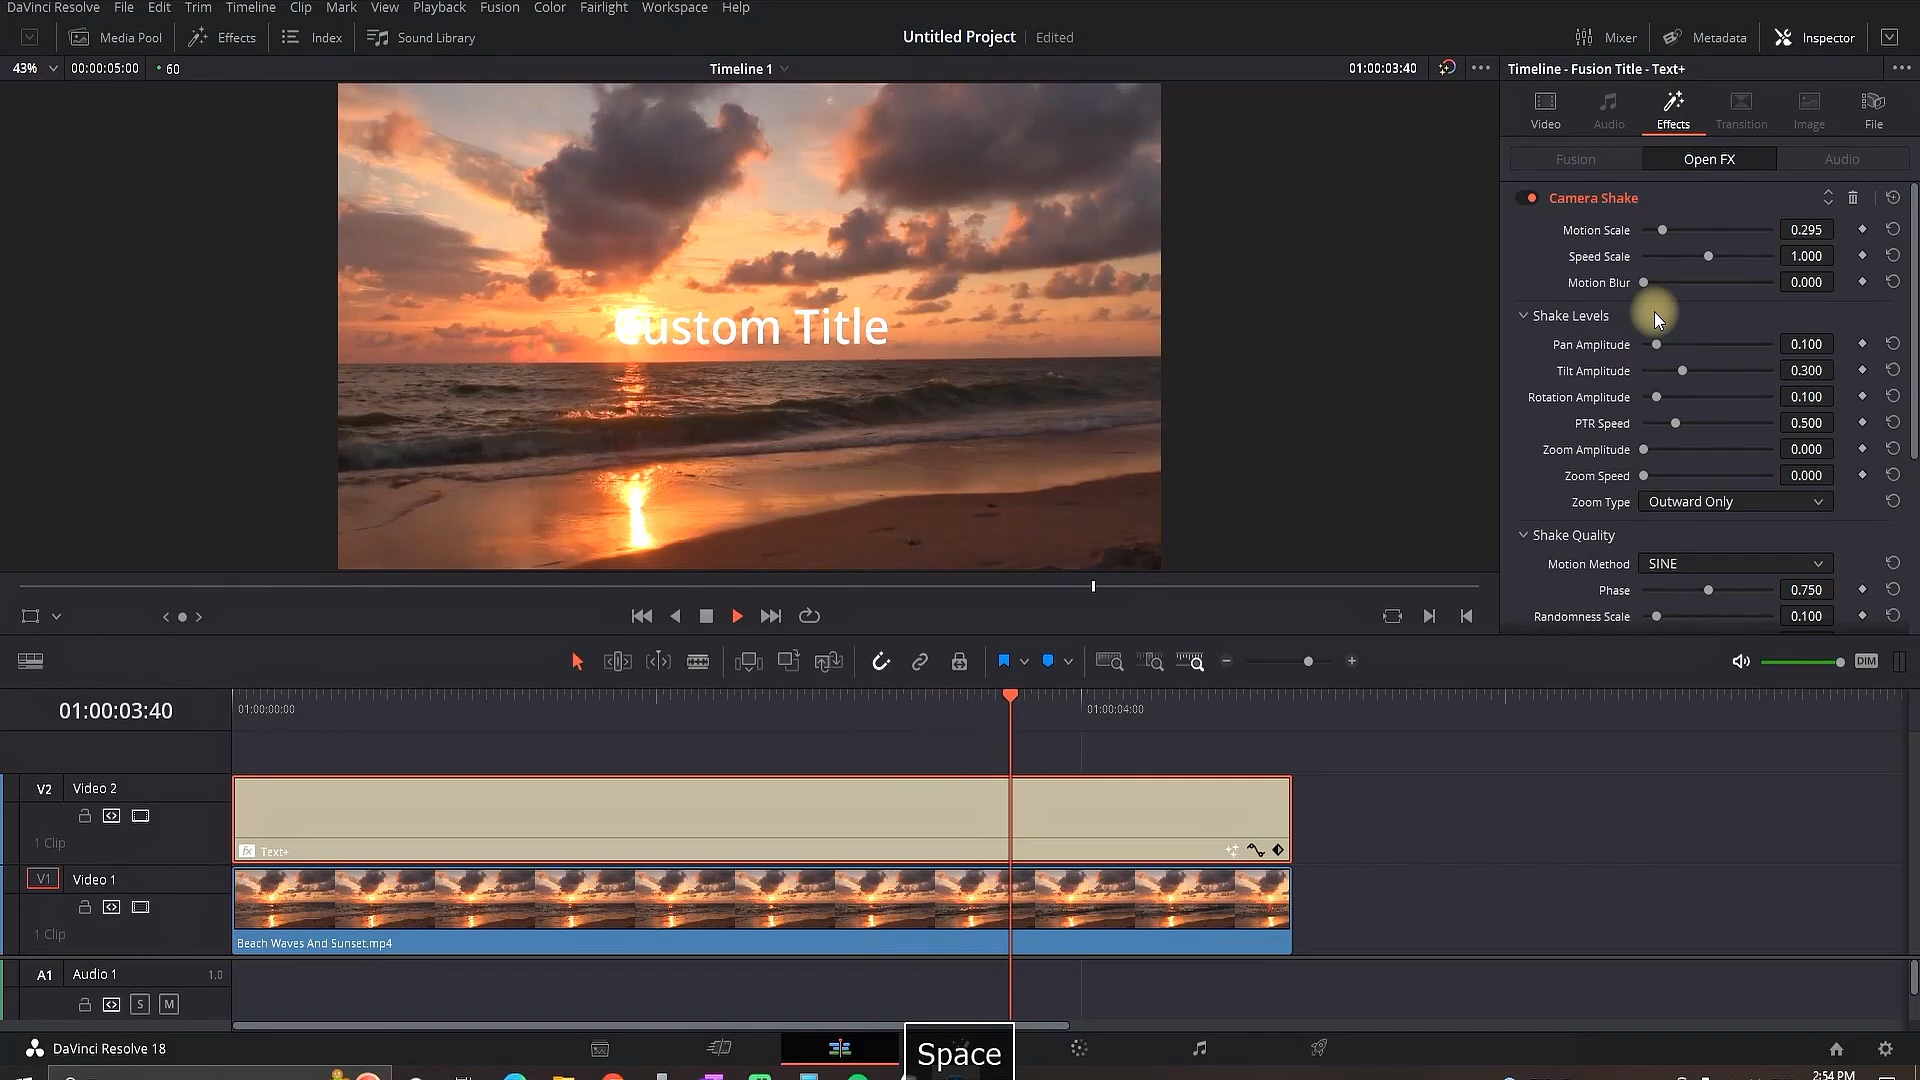 DaVinci Resolve File Edit Trim Timeline Clip Mark View Playback Fusion Color Fairlight Workspace Help
Media Pool Effects Index Sound Library Untitled Project Edited Mixer Metadata Inspector
43% 00:00:05:00 60 Timeline 1 01:00:03:40 Timeline - Fusion Title - Text+
Video Audio Effects Transition Image File
Fusion Open FX Audio
Camera Shake
Motion Scale 0.295
Speed Scale 1.000
Motion Blur 0.000
Shake Levels
Custom Title
Pan Amplitude 0.100
Tilt Amplitude 0.300
Rotation Amplitude 0.100
PTR Speed 0.500
Zoom Amplitude 0.000
Zoom Speed 0.000
Zoom Type Outward Only
Shake Quality
Motion Method SINE
Phase 0.750
Randomness Scale 0.100
DIM
01:00:03:40 01:00:00:00 01:00:04:00
V2 Video 2
1 Clip
fx Text+
V1 Video 1
1 Clip
Beach Waves And Sunset.mp4
A1 Audio 1 1.0
S M
DaVinci Resolve 18
Space
2:54 PM